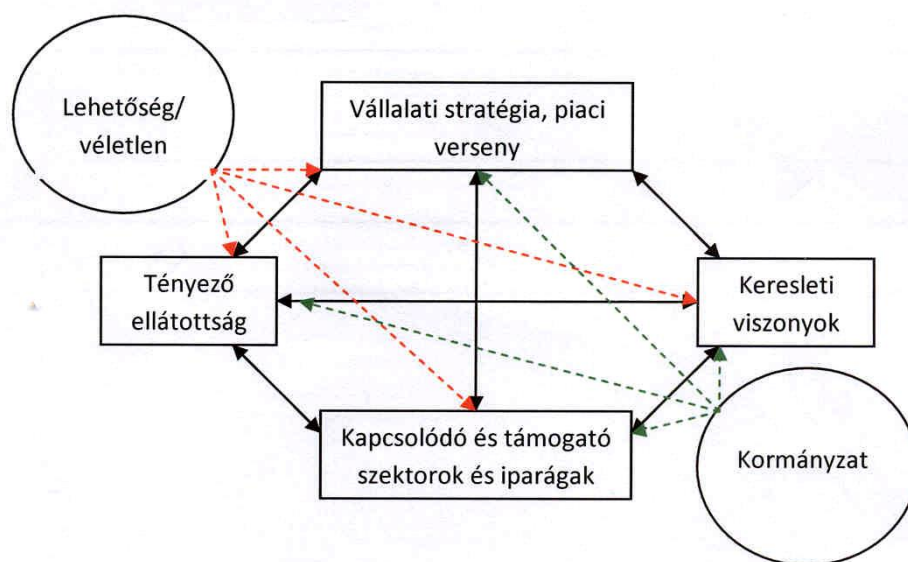 Lehetőség/
véletlen
Vállalati stratégia, piaci
verseny
Tényező
ellátottság
Keresleti
viszonyok
Kapcsolódó és támogató
szektorok és iparágak
Kormányzat